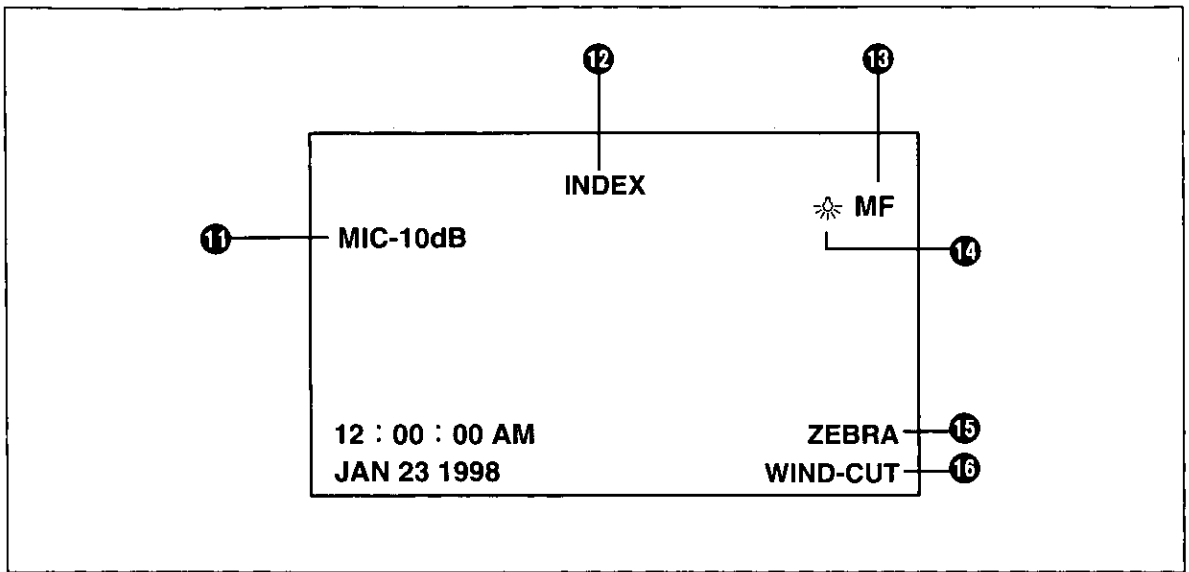 ⓬ ⓭
INDEX
MF
⓫ MIC-10dB ⓮
12 : 00 : 00 AM ZEBRA ⓯
JAN 23 1998 WIND-CUT ⓰